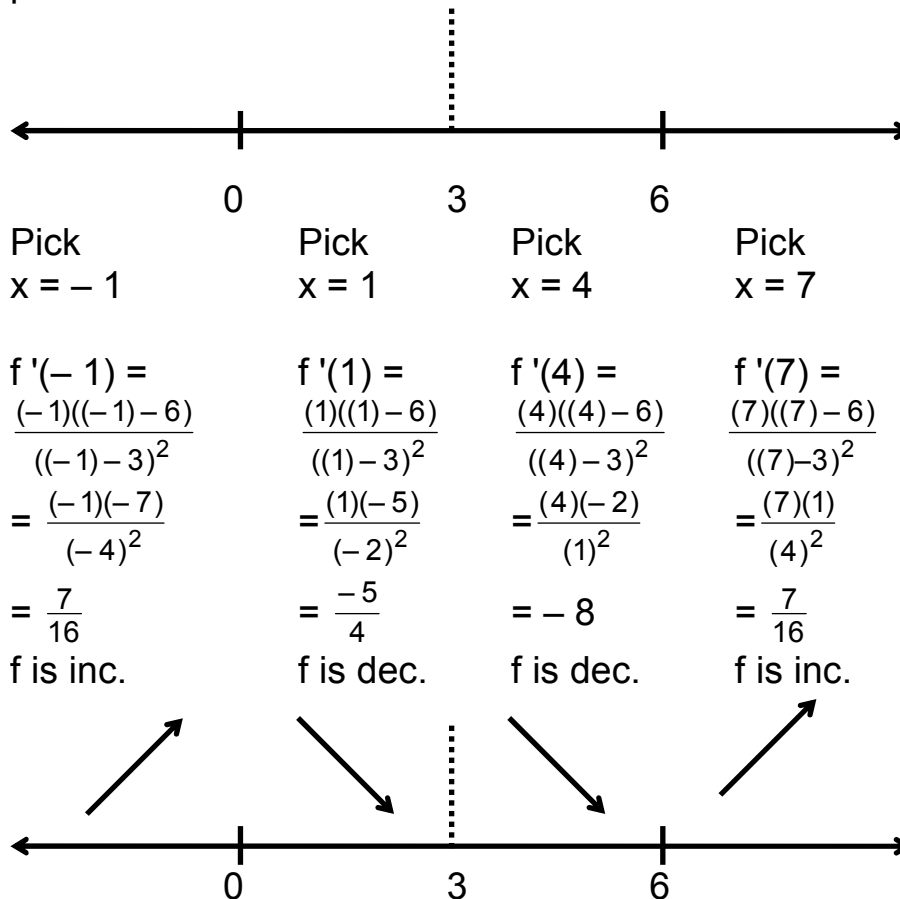 0 3 6
Pick Pick Pick Pick
x = – 1 x = 1 x = 4 x = 7
f '(– 1) = f '(1) = f '(4) = f '(7) =
(– 1)((– 1) – 6) (1)((1) – 6) (4)((4) – 6) (7)((7) – 6)
((– 1) – 3)² ((1) – 3)² ((4) – 3)² ((7)–3)²
= (– 1)(– 7) = (1)(– 5) = (4)(– 2) = (7)(1)
(– 4)² (– 2)² (1)² (4)²
= 7/16 = – 5/4 = – 8 = 7/16
f is inc. f is dec. f is dec. f is inc.
0 3 6